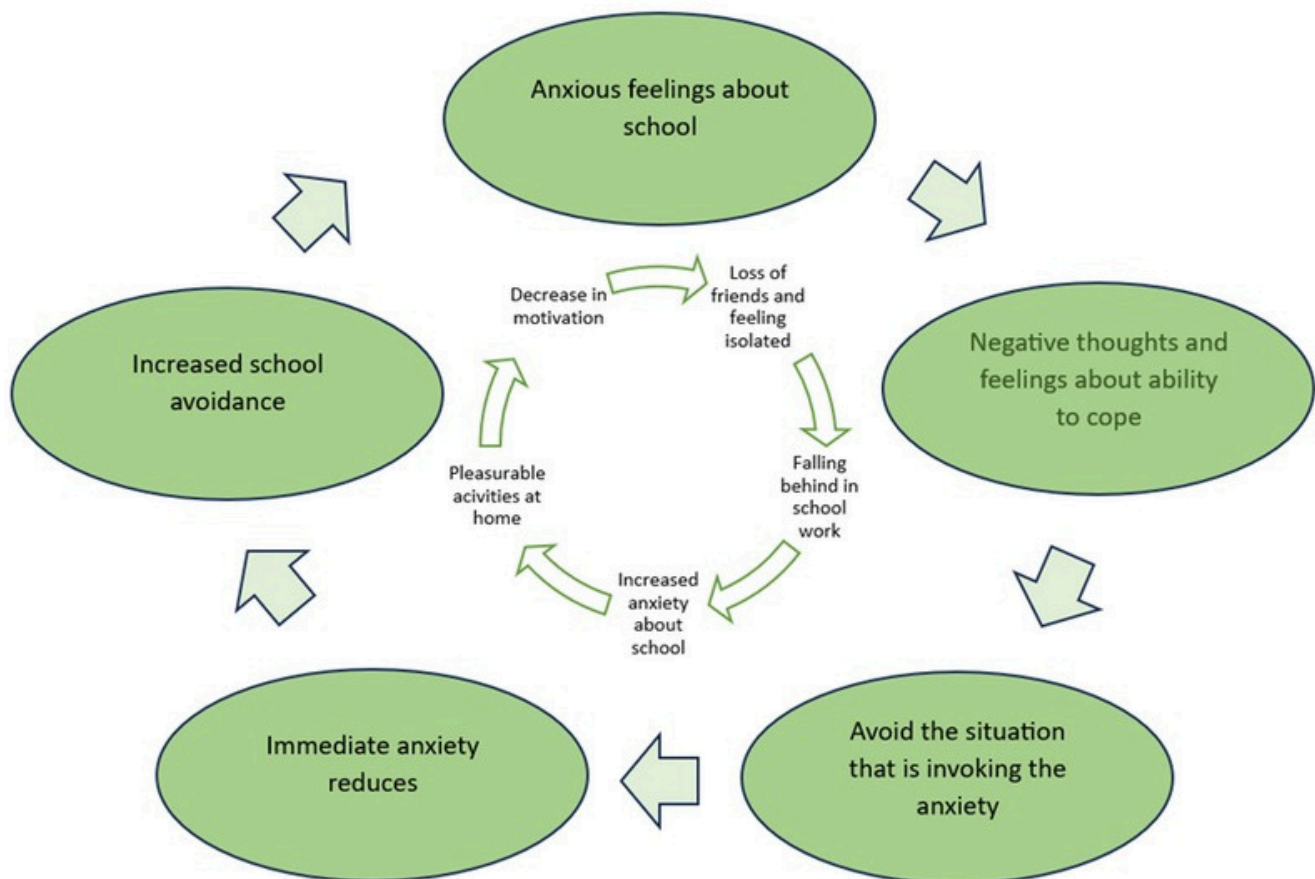 Anxious feelings about
school
Negative thoughts and
feelings about ability
to cope
Avoid the situation
that is invoking the
anxiety
Immediate anxiety
reduces
Increased school
avoidance
Loss of
friends and
feeling
isolated
Falling
behind in
school
work
Increased
anxiety
about
school
Pleasurable
acivities at
home
Decrease in
motivation